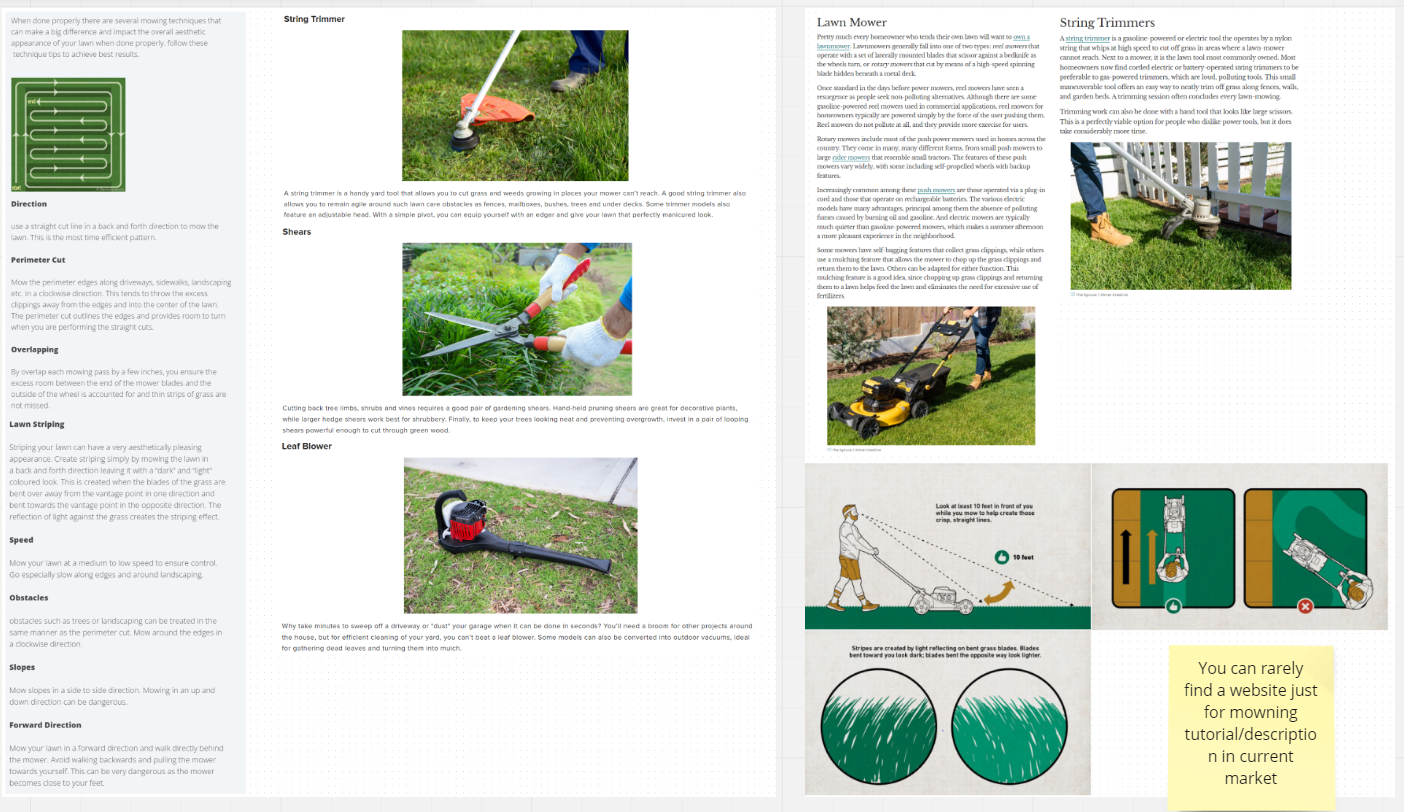 When done properly there are several mowing techniques that
can make a big difference and impact the overall aesthetic
appearance of your lawn when done properly. follow these
technique tips to achieve best results.
end
start
Direction
use a straight cut line in a back and forth direction to mow the
lawn. This is the most time efficient pattern.
Perimeter Cut
Mow the perimeter edges along driveways, sidewalks, landscaping
etc. in a clockwise direction. This tends to throw the excess
clippings away from the edges and into the center of the lawn.
The perimeter cut outlines the edges and provides room to turn
when you are performing the straight cuts.
Overlapping
By overlap each mowing pass by a few inches, you ensure the
excess room between the end of the mower blades and the
outside of the wheel is accounted for and thin strips of grass are
not missed.
Lawn Striping
Striping your lawn can have a very aesthetically pleasing
appearance. Create striping simply by mowing the lawn in
a back and forth direction leaving it with a "dark" and "light"
coloured look. This is created when the blades of the grass are
bent over away from the vantage point in one direction and
bent towards the vantage point in the opposite direction. The
reflection of light against the grass creates the striping effect.
Speed
Mow your lawn at a medium to low speed to ensure control.
Go especially slow along edges and around landscaping.
Obstacles
obstacles such as trees or landscaping can be treated in the
same manner as the perimeter cut. Mow around the edges in
a clockwise direction.
Slopes
Mow slopes in a side to side direction. Mowing in an up and
down direction can be dangerous.
Forward Direction
Mow your lawn in a forward direction and walk directly behind
the mower. Avoid walking backwards and pulling the mower
towards yourself. This can be very dangerous as the mower
becomes close to your feet.
String Trimmer
A string trimmer is a handy yard tool that allows you to cut grass and weeds growing in places your mower can't reach. A good string trimmer also
allows you to remain agile around such lawn care obstacles as fences, mailboxes, bushes, trees and under decks. Some trimmer models also
feature an adjustable head. With a simple pivot, you can equip yourself with an edger and give your lawn that perfectly manicured look.
Shears
Cutting back tree limbs, shrubs and vines requires a good pair of gardening shears. Hand-held pruning shears are great for decorative plants,
while larger hedge shears work best for shrubbery. Finally, to keep your trees looking neat and preventing overgrowth, invest in a pair of looping
shears powerful enough to cut through green wood.
Leaf Blower
Why take minutes to sweep off a driveway or "dust" your garage when it can be done in seconds? You'll need a broom for other projects around
the house, but for efficient cleaning of your yard, you can't beat a leaf blower. Some models can also be converted into outdoor vacuums, ideal
for gathering dead leaves and turning them into mulch.
Lawn Mower
Pretty much every homeowner who tends their own lawn will want to own a
lawnmower. Lawnmowers generally fall into one of two types: reel mowers that
operate with a set of laterally mounted blades that scissor against a bedknife as
the wheels turn, or rotary mowers that cut by means of a high-speed spinning
blade hidden beneath a metal deck.
Once standard in the days before power mowers, reel mowers have seen a
resurgence as people seek non-polluting alternatives. Although there are some
gasoline-powered reel mowers used in commercial applications, reel mowers for
homeowners typically are powered simply by the force of the user pushing them.
Reel mowers do not pollute at all, and they provide more exercise for users.
Rotary mowers include most of the push power mowers used in homes across the
country. They come in many, many different forms, from small push mowers to
large rider mowers that resemble small tractors. The features of these push
mowers vary widely, with some including self-propelled wheels with backup
features.
Increasingly common among these push mowers are those operated via a plug-in
cord and those that operate on rechargeable batteries. The various electric
models have many advantages, principal among them the absence of polluting
fumes caused by burning oil and gasoline. And electric mowers are typically
much quieter than gasoline-powered mowers, which makes a summer afternoon
a more pleasant experience in the neighborhood.
Some mowers have self-bagging features that collect grass clippings, while others
use a mulching feature that allows the mower to chop up the grass clippings and
return them to the lawn. Others can be adapted for either function. This
mulching feature is a good idea, since chopping up grass clippings and returning
them to a lawn helps feed the lawn and eliminates the need for excessive use of
fertilizers.
String Trimmers
A string trimmer is a gasoline-powered or electric tool the operates by a nylon
string that whips at high speed to cut off grass in areas where a lawn-mower
cannot reach. Next to a mower, it is the lawn tool most commonly owned. Most
homeowners now find corded electric or battery-operated string trimmers to be
preferable to gas-powered trimmers, which are loud, polluting tools. This small
maneuverable tool offers an easy way to neatly trim off grass along fences, walls,
and garden beds. A trimming session often concludes every lawn-mowing.
Trimming work can also be done with a hand tool that looks like large scissors.
This is a perfectly viable option for people who dislike power tools, but it does
take considerably more time.
Look at least 10 feet in front of you
while you mow to help create those
crisp, straight lines.
10 feet
Stripes are created by light reflecting on bent grass blades. Blades
bent toward you look dark; blades bent the opposite way look lighter.
You can rarely
find a website just
for mowning
tutorial/descriptio
n in current
market